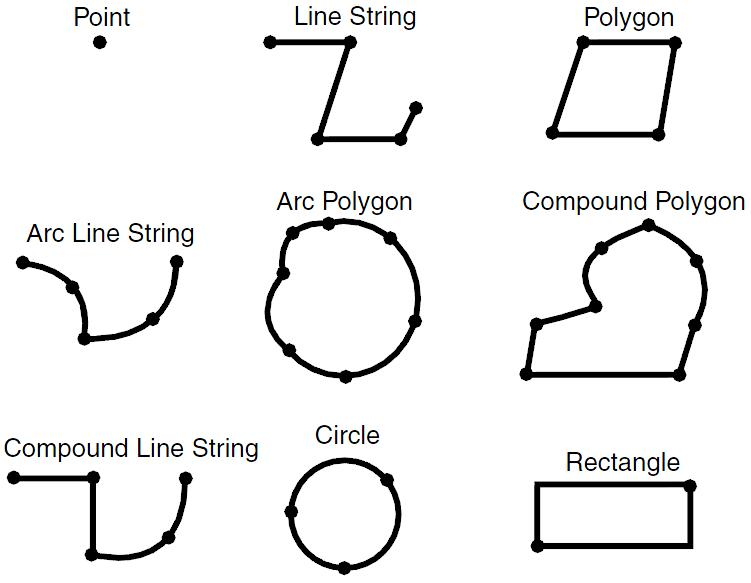 Point
Line String
Polygon
Arc Line String
Arc Polygon
Compound Polygon
Compound Line String
Circle
Rectangle